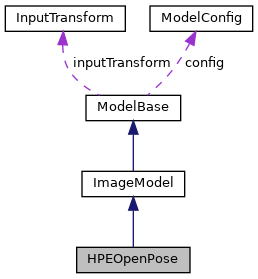 InputTransform
ModelConfig
inputTransform
config
ModelBase
ImageModel
HPEOpenPose